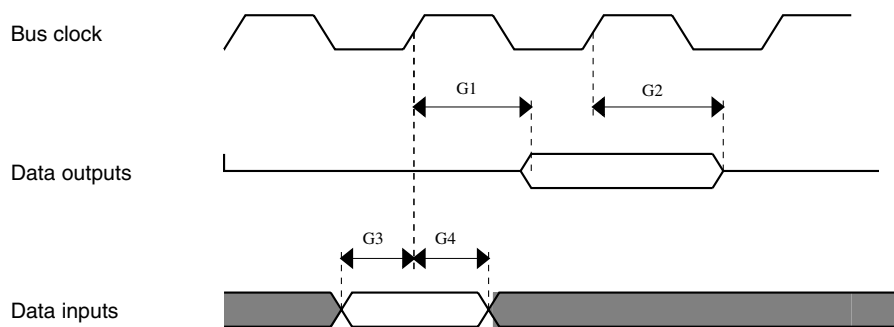 Bus clock
G1
G2
Data outputs
G3
G4
Data inputs